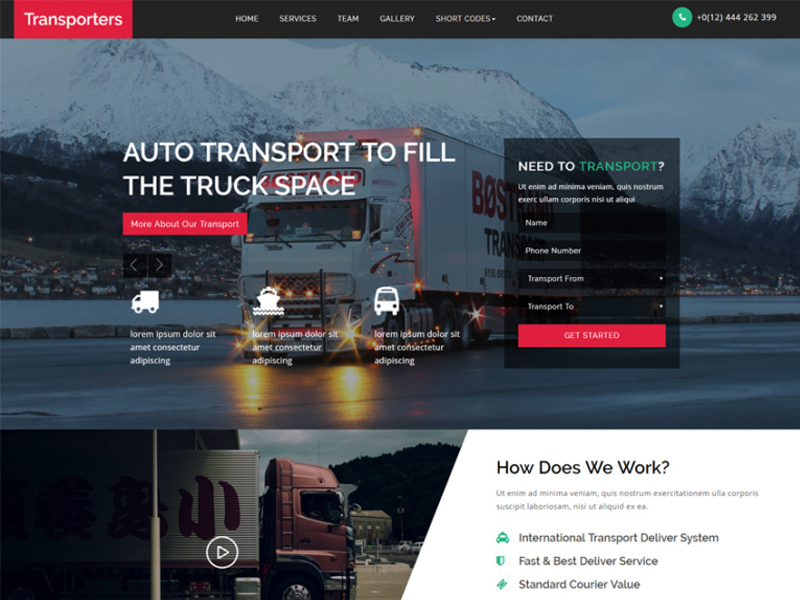 Transporters
HOME SERVICES TEAM GALLERY SHORT CODES CONTACT
+0(12) 444 262 399
AUTO TRANSPORT TO FILL
THE TRUCK SPACE
More About Our Transport
lorem ipsum dolor sit
amet consectetur
adipiscing
lorem ipsum dolor sit
amet consectetur
adipiscing
lorem ipsum dolor sit
amet consectetur
adipiscing
BØSTRAND
BØSTRAND
TRANSPORT
NEED TO TRANSPORT?
Ut enim ad minima veniam, quis nostrum
exerc ullam corporis nisi ut aliqui
Name
Phone Number
Transport From
Transport To
GET STARTED
小
How Does We Work?
Ut enim ad minima veniam, quis nostrum exercitationem ulla corporis
suscipit laboriosam, nisi ut aliquid ex ea.
International Transport Deliver System
Fast & Best Deliver Service
Standard Courier Value